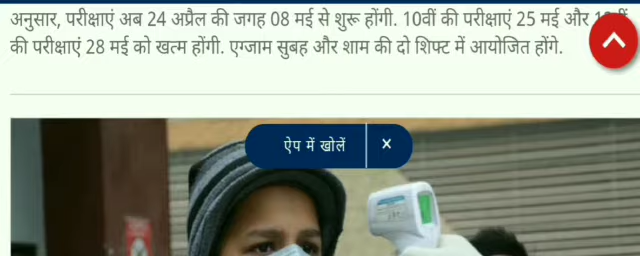 अनुसार, परीक्षाएं अब 24 अप्रैल की जगह 08 मई से शुरू होंगी. 10वीं की परीक्षाएं 25 मई और
की परीक्षाएं 28 मई को खत्म होंगी. एग्जाम सुबह और शाम की दो शिफ्ट में आयोजित होंगे.
ऐप में खोलें X